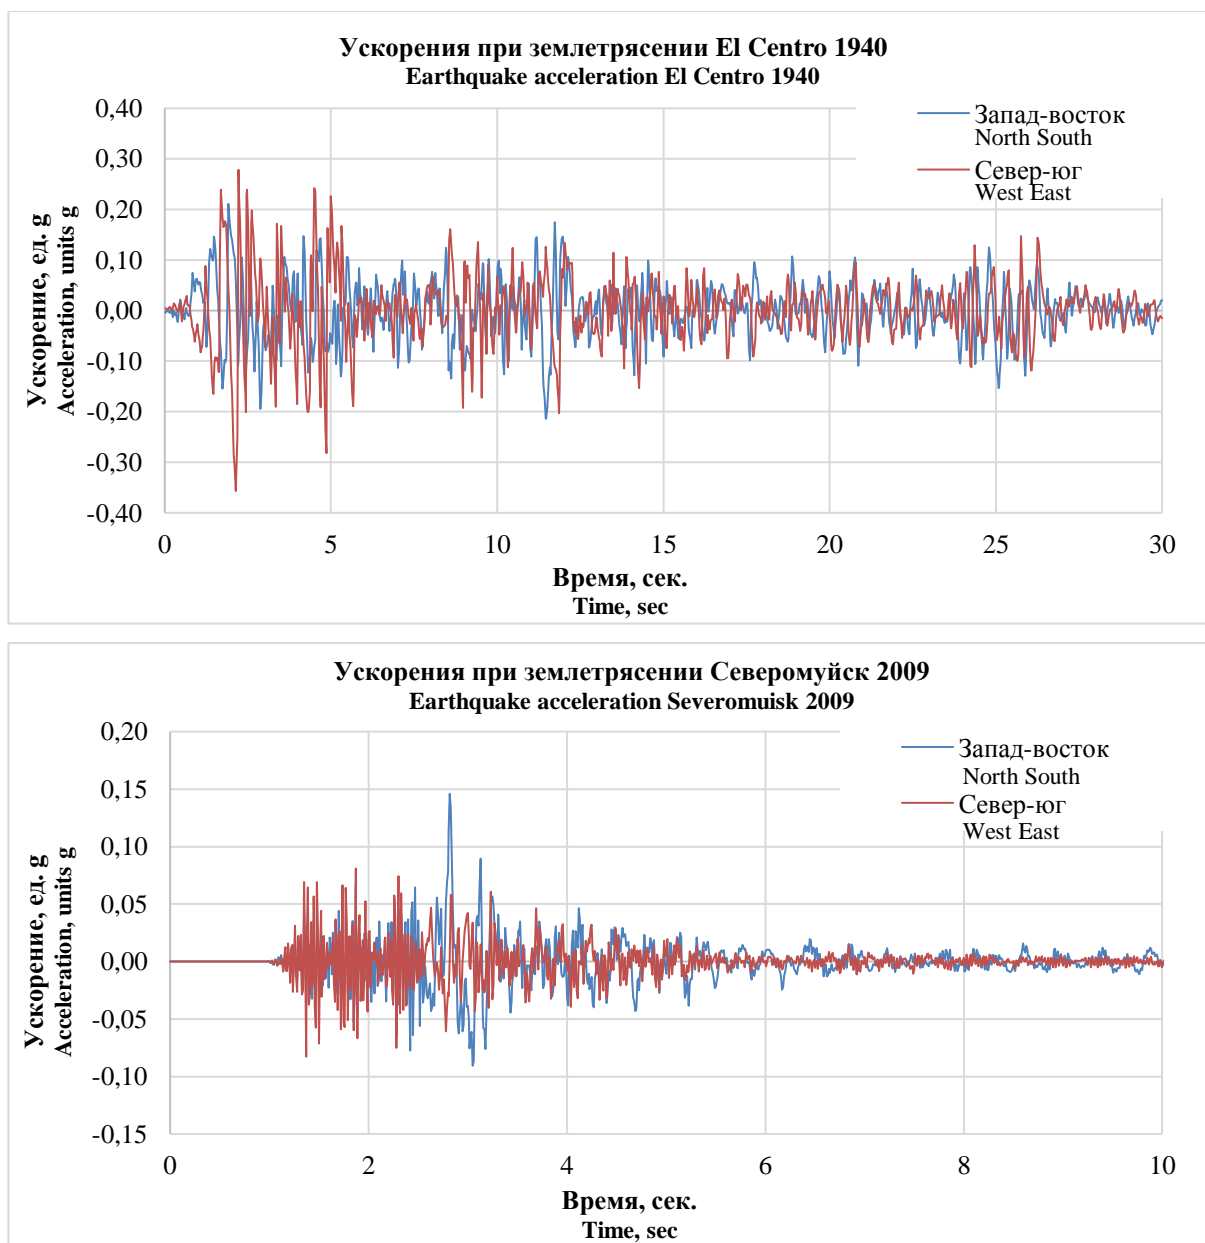 Ускорения при землетрясении El Centro 1940
Earthquake acceleration El Centro 1940
Ускорение, ед. g
Acceleration, units g
0,40
0,30
0,20
0,10
0,00
-0,10
-0,20
-0,30
-0,40
Запад-восток
North South
Север-юг
West East
0 5 10 15 20 25 30
Время, сек.
Time, sec
Ускорения при землетрясении Северомуйск 2009
Earthquake acceleration Severomuisk 2009
Ускорение, ед. g
Acceleration, units g
0,20
0,15
0,10
0,05
0,00
-0,05
-0,10
-0,15
Запад-восток
North South
Север-юг
West East
0 2 4 6 8 10
Время, сек.
Time, sec